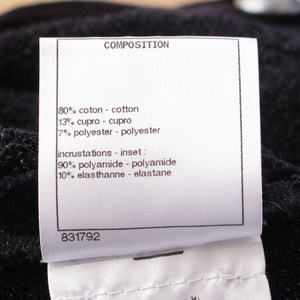 COMPOSITION
80% coton - cotton
13% cupro - cupro
7% polyester - polyester
incrustations - inset :
90% polyamide - polyamide
10% elasthanne - elastane
831792